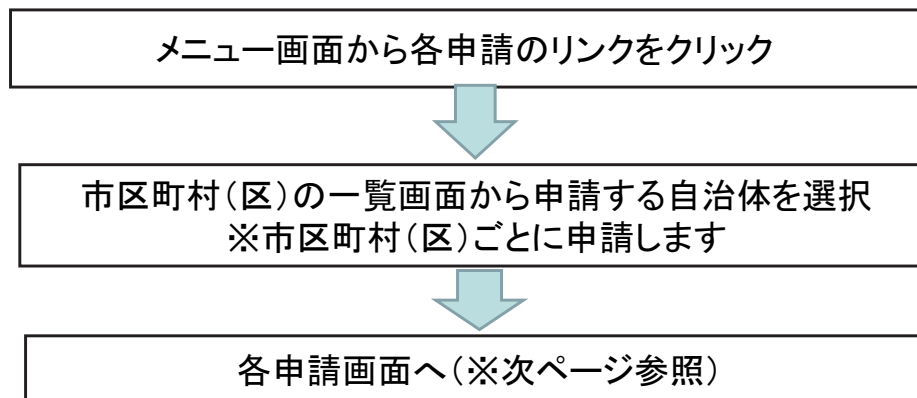 メニュー画面から各申請のリンクをクリック
市区町村（区）の一覧画面から申請する自治体を選択
※市区町村（区）ごとに申請します
各申請画面へ（※次ページ参照）